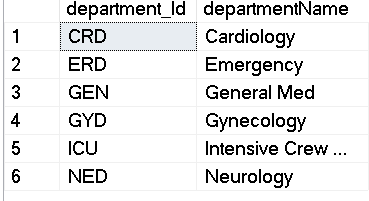 department_Id departmentName
1 CRD Cardiology
2 ERD Emergency
3 GEN General Med
4 GYD Gynecology
5 ICU Intensive Crew ...
6 NED Neurology